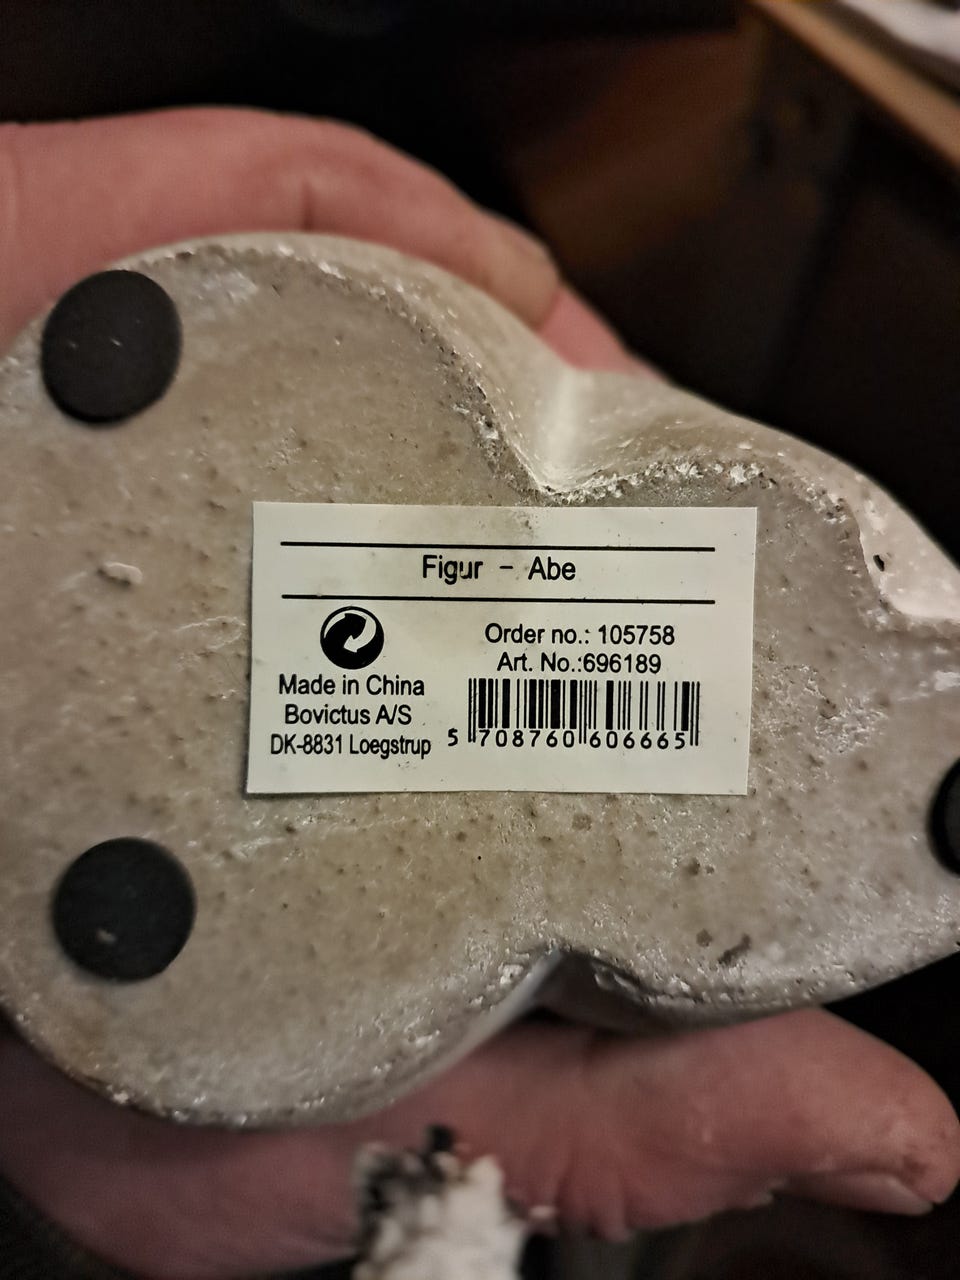 Figur - Abe
Order no.: 105758
Art. No.:696189
Made in China
Bovictus A/S
DK-8831 Loegstrup
5 708760 606665